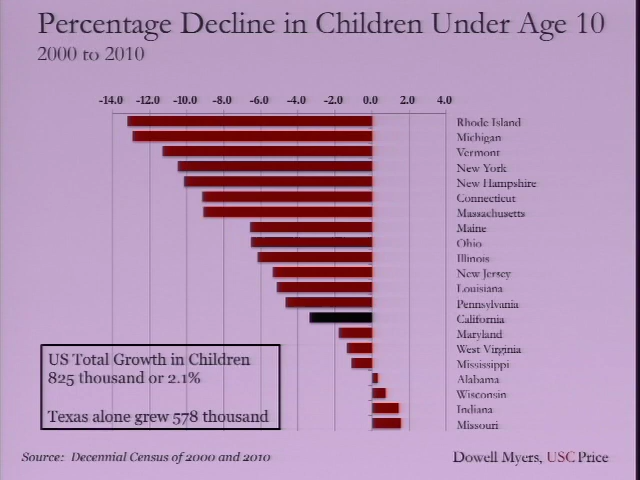 Percentage Decline in Children Under Age 10
2000 to 2010
-14.0 -12.0 -10.0 -8.0 -6.0 -4.0 -2.0 0.0 2.0 4.0
Rhode Island
Michigan
Vermont
New York
New Hampshire
Connecticut
Massachusetts
Maine
Ohio
Illinois
New Jersey
Louisiana
Pennsylvania
California
Maryland
West Virginia
Mississippi
Alabama
Wisconsin
Indiana
Missouri
US Total Growth in Children
825 thousand or 2.1%
Texas alone grew 578 thousand
Source: Decennial Census of 2000 and 2010
Dowell Myers, USC Price